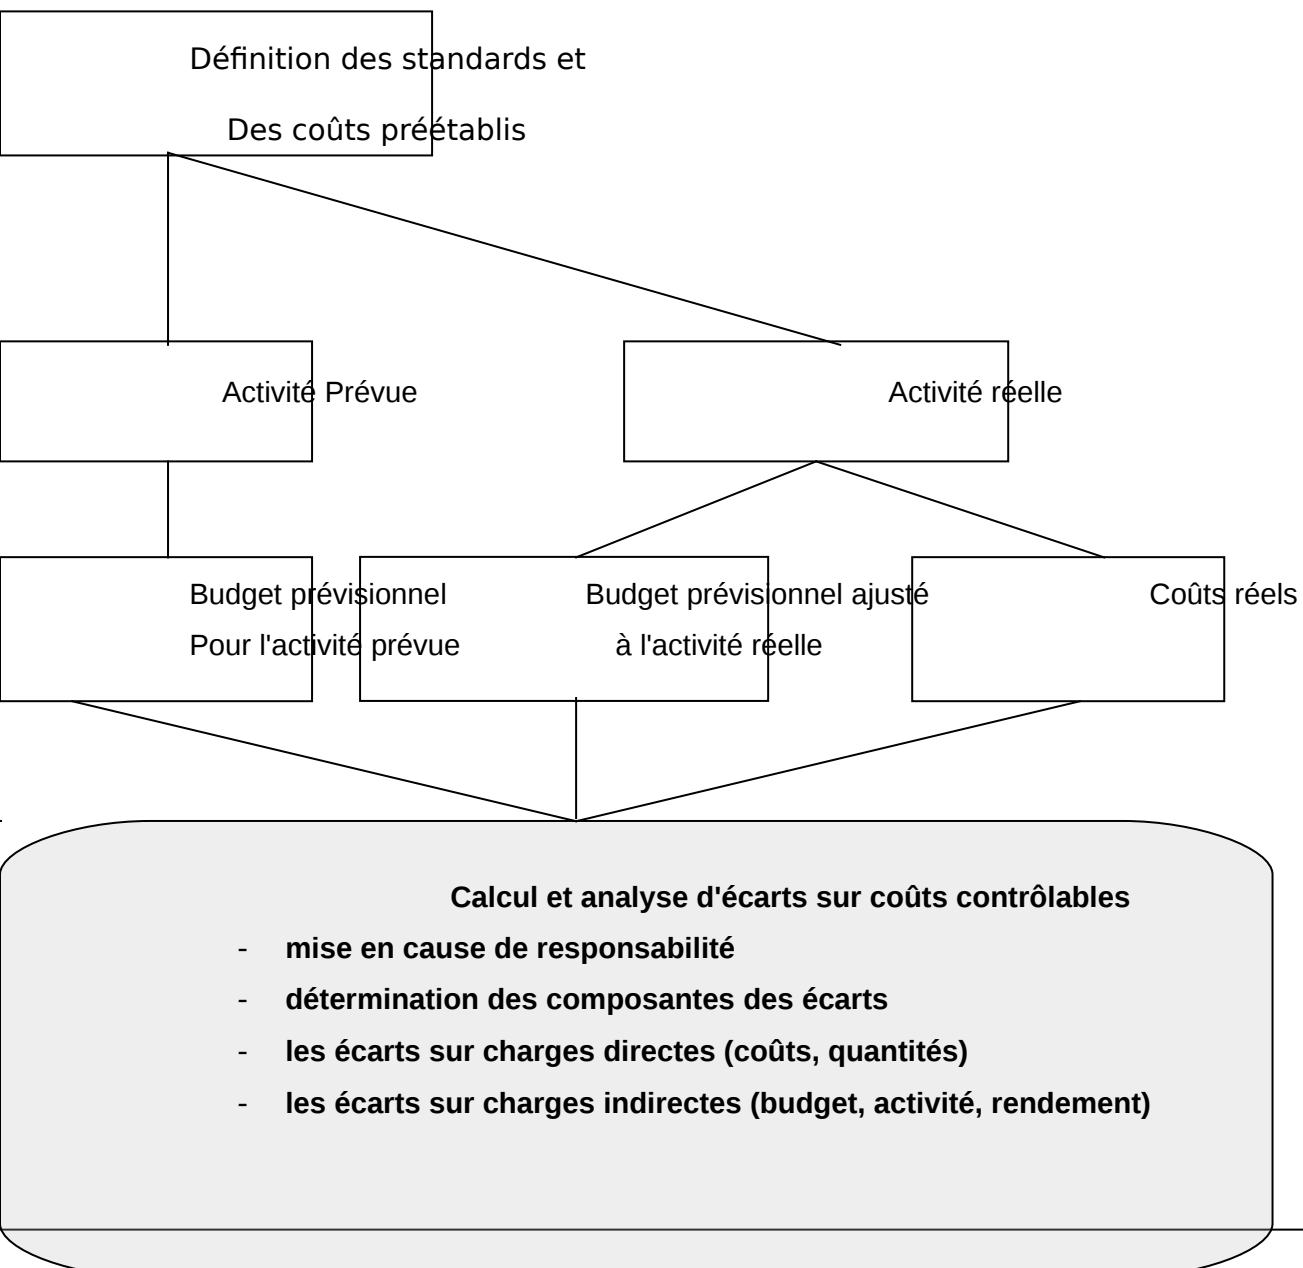 Définition des standards et
Des coûts préétablis
Activité Prévue
Activité réelle
Budget prévisionnel
Pour l'activité prévue
Budget prévisionnel ajusté
à l'activité réelle
Coûts réels
Calcul et analyse d'écarts sur coûts contrôlables
- mise en cause de responsabilité
- détermination des composantes des écarts
- les écarts sur charges directes (coûts, quantités)
- les écarts sur charges indirectes (budget, activité, rendement)